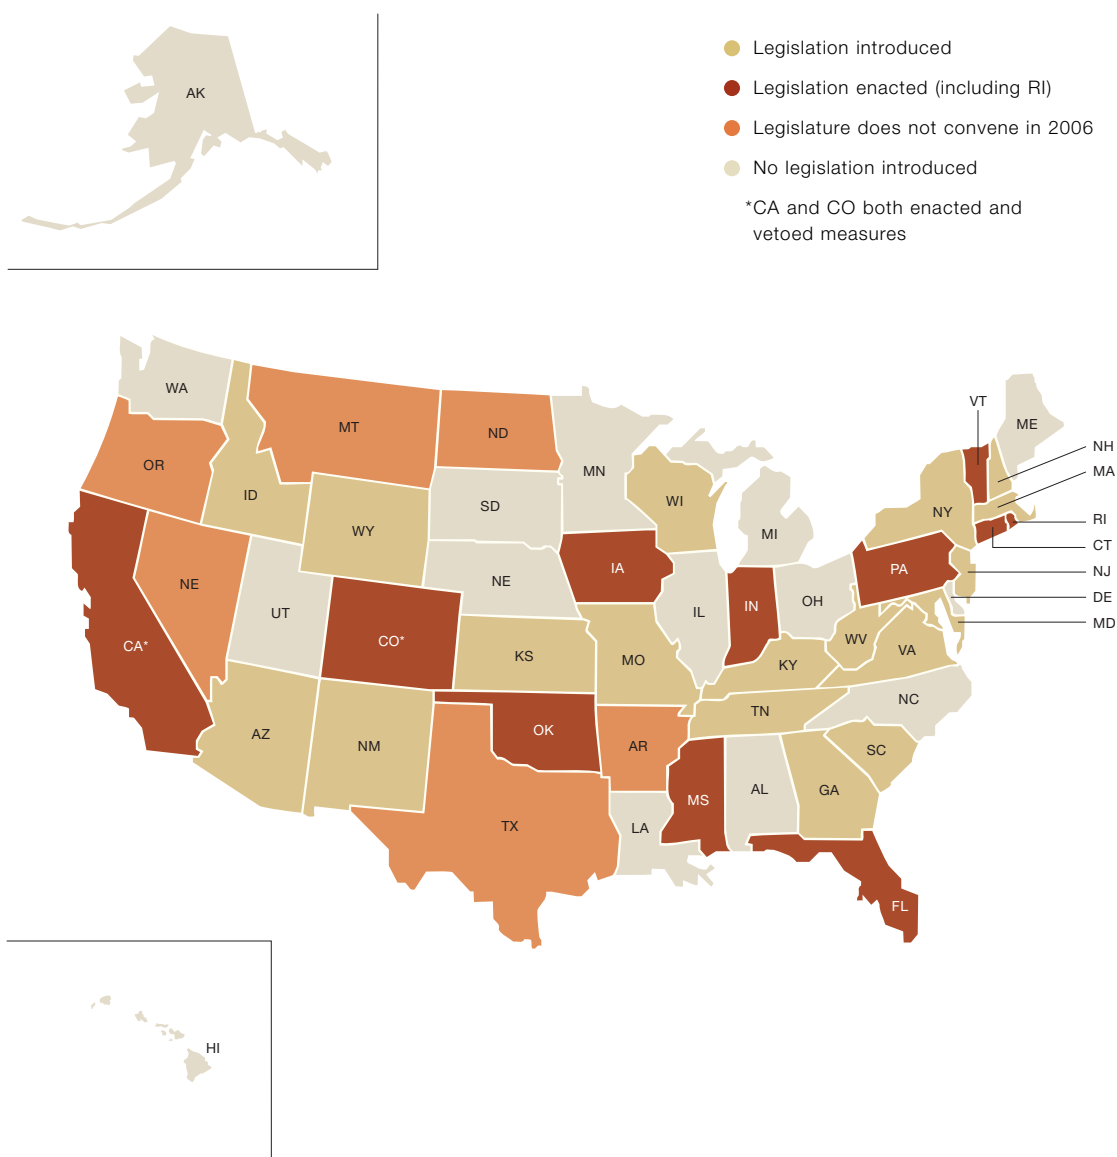 AK
Legislation introduced
Legislation enacted (including RI)
Legislature does not convene in 2006
No legislation introduced
*CA and CO both enacted and
vetoed measures
WA
MT
ND
MN
VT
ME
NH
MA
OR
ID
WY
SD
WI
MI
NY
RI
CT
NJ
DE
MD
NE
UT
CO*
NE
IA
IL
IN
OH
PA
WV
VA
CA*
KS
MO
KY
NC
AZ
NM
OK
AR
TN
SC
TX
LA
MS
AL
GA
FL
HI